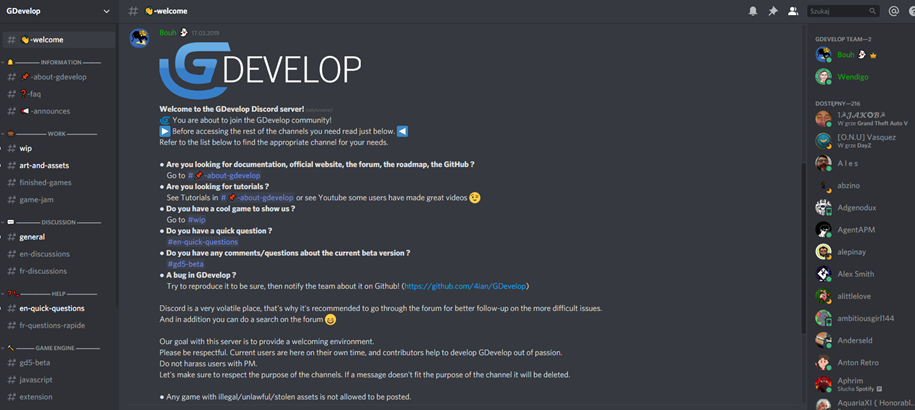 GDevelop
# 👋-welcome
INFORMATION
# 📌-about-gdevelop
# ❓-faq
# 📢-announces
WORK
# wip
# art-and-assets
# finished-games
# game-jam
DISCUSSION
# general
# en-discussions
# fr-discussions
HELP
# en-quick-questions
# fr-questions-rapide
GAME ENGINE
# gd5-beta
# javascript
# extension
# 👋-welcome
Szukaj
Bouh 17.03.2019
GDEVELOP
Welcome to the GDevelop Discord server!
You are about to join the GDevelop community!
▶ Before accessing the rest of the channels you need read just below. ◀
Refer to the list below to find the appropriate channel for your needs.
● Are you looking for documentation, official website, the forum, the roadmap, the GitHub ?
Go to # 📌-about-gdevelop
● Are you looking for tutorials ?
See Tutorials in # 📌-about-gdevelop or see Youtube some users have made great videos 😉
● Do you have a cool game to show us ?
Go to #wip
● Do you have a quick question ?
#en-quick-questions
● Do you have any comments/questions about the current beta version ?
#gd5-beta
● A bug in GDevelop ?
Try to reproduce it to be sure, then notify the team about it on Github! (https://github.com/4ian/GDevelop)
Discord is a very volatile place, that's why it's recommended to go through the forum for better follow-up on the more difficult issues.
And in addition you can do a search on the forum 😄
Our goal with this server is to provide a welcoming environment.
Please be respectful. Current users are here on their own time, and contributors help to develop GDevelop out of passion.
Do not harass users with PM.
Let's make sure to respect the purpose of the channels. If a message doesn't fit the purpose of the channel it will be deleted.
● Any game with illegal/unlawful/stolen assets is not allowed to be posted.
GDEVELOP TEAM—2
Bouh
Wendigo
DOSTĘPNY—216
W grze Grand Theft Auto V
[O.N.U] Vasquez
W grze DayZ
A l e s
abzino
Adgenodux
AgentAPM
alepinay
Alex Smith
alittlelove
ambitiousgirl144
Anderseld
Anton Retro
Aphrim
Słucha Spotify
AquariaXI ( Honorabl...